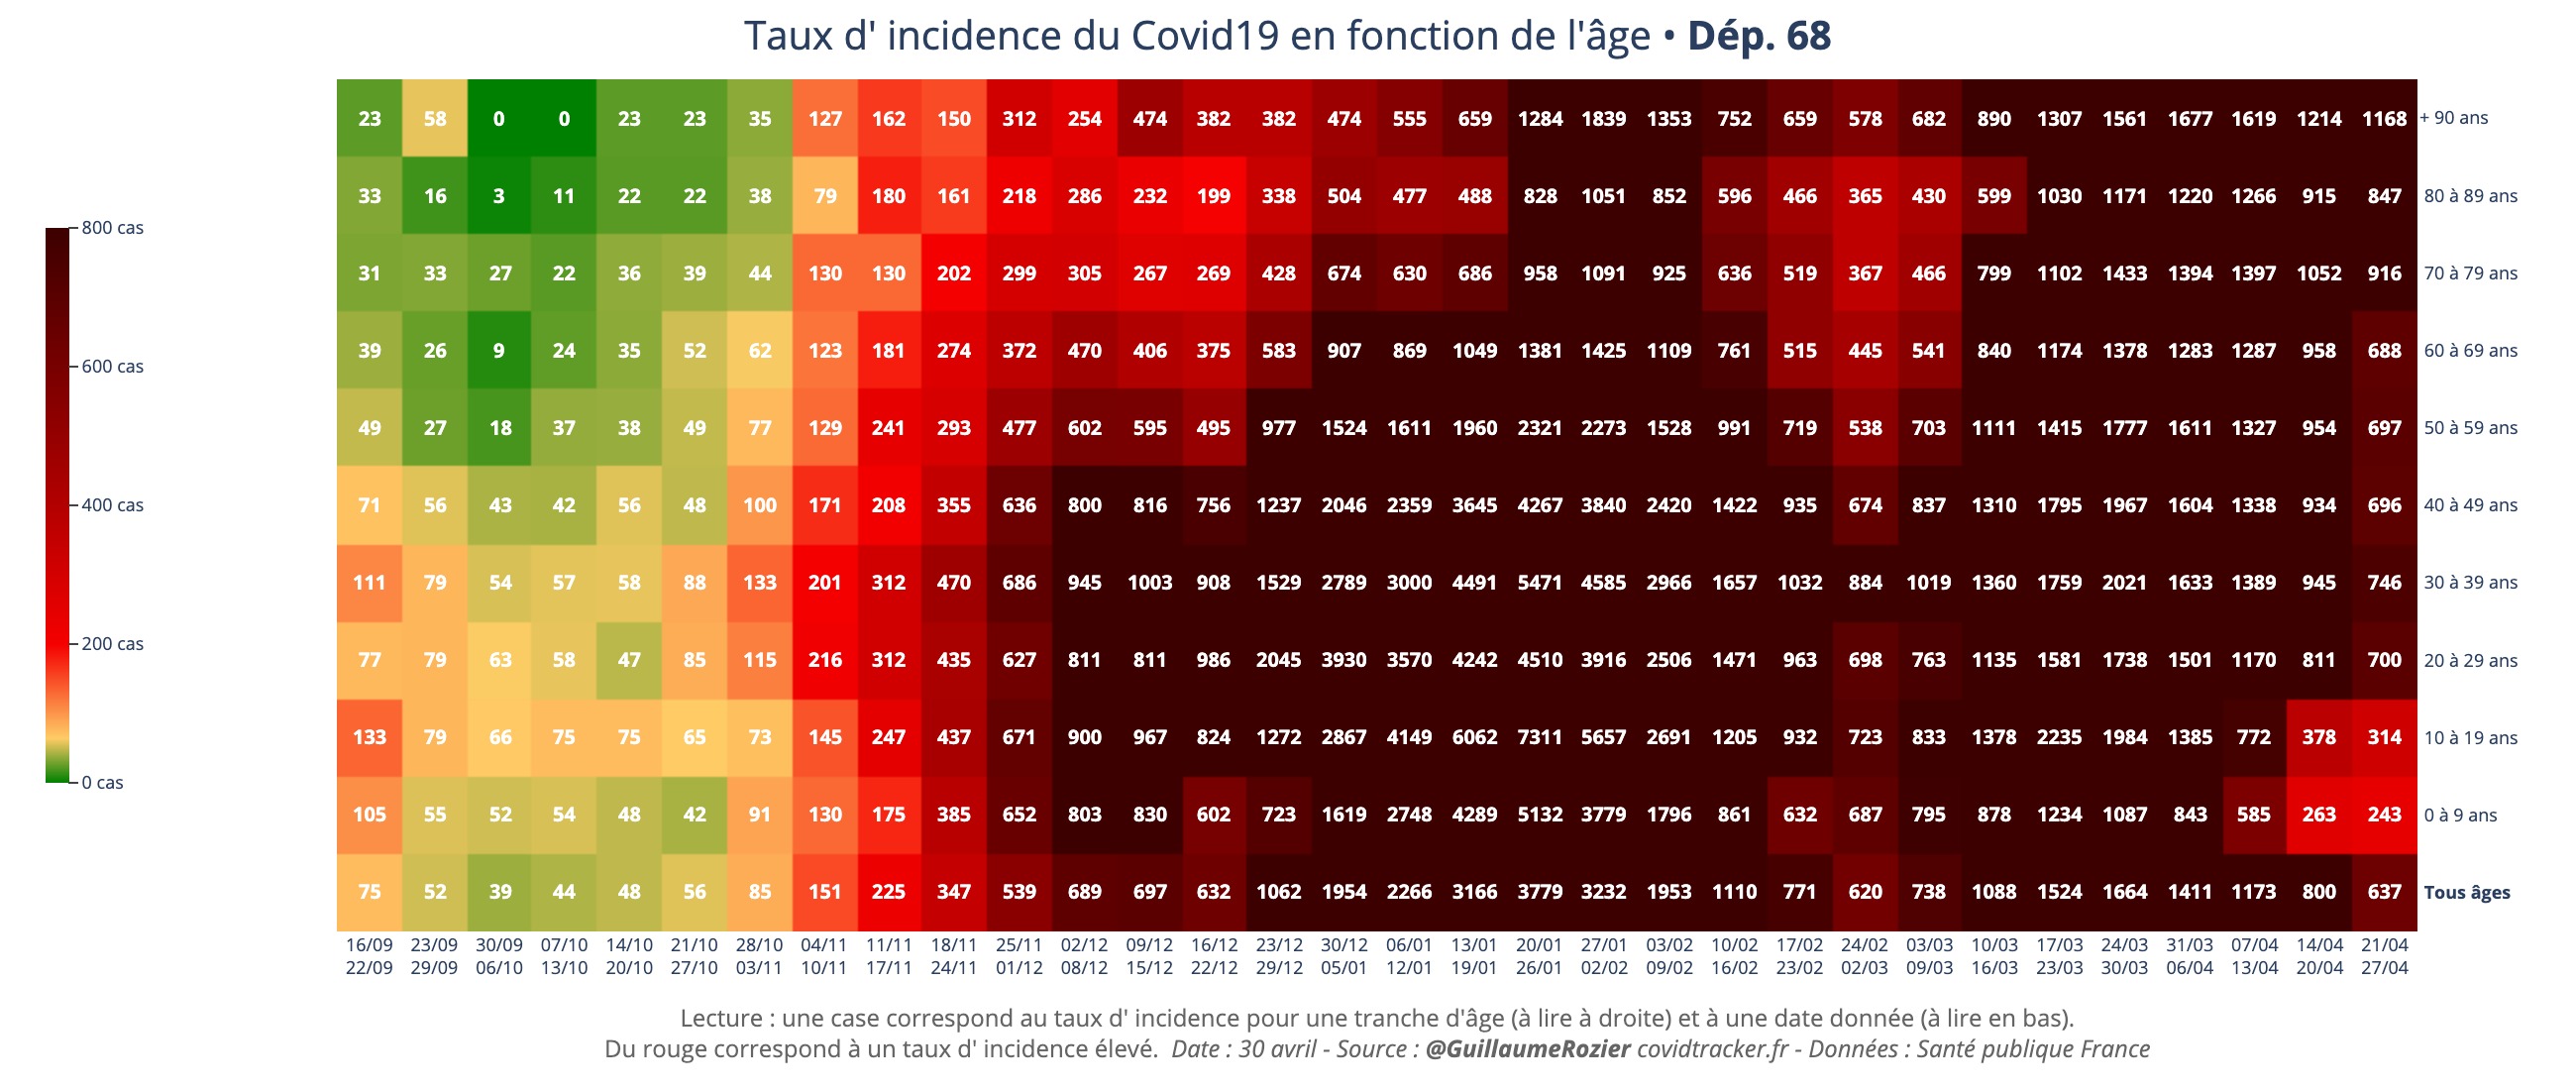 Taux d' incidence du Covid19 en fonction de l'âge • Dép. 68
800 cas
600 cas
400 cas
200 cas
0 cas
23 58 0 0 23 23 35 127 162 150 312 254 474 382 382 474 555 659 1284 1839 1353 752 659 578 682 890 1307 1561 1677 1619 1214 1168 + 90 ans
33 16 3 11 22 22 38 79 180 161 218 286 232 199 338 504 477 488 828 1051 852 596 466 365 430 599 1030 1171 1220 1266 915 847 80 à 89 ans
31 33 27 22 36 39 44 130 130 202 299 305 267 269 428 674 630 686 958 1091 925 636 519 367 466 799 1102 1433 1394 1397 1052 916 70 à 79 ans
39 26 9 24 35 52 62 123 181 274 372 470 406 375 583 907 869 1049 1381 1425 1109 761 515 445 541 840 1174 1378 1283 1287 958 688 60 à 69 ans
49 27 18 37 38 49 77 129 241 293 477 602 595 495 977 1524 1611 1960 2321 2273 1528 991 719 538 703 1111 1415 1777 1611 1327 954 697 50 à 59 ans
71 56 43 42 56 48 100 171 208 355 636 800 816 756 1237 2046 2359 3645 4267 3840 2420 1422 935 674 837 1310 1795 1967 1604 1338 934 696 40 à 49 ans
111 79 54 57 58 88 133 201 312 470 686 945 1003 908 1529 2789 3000 4491 5471 4585 2966 1657 1032 884 1019 1360 1759 2021 1633 1389 945 746 30 à 39 ans
77 79 63 58 47 85 115 216 312 435 627 811 811 986 2045 3930 3570 4242 4510 3916 2506 1471 963 698 763 1135 1581 1738 1501 1170 811 700 20 à 29 ans
133 79 66 75 75 65 73 145 247 437 671 900 967 824 1272 2867 4149 6062 7311 5657 2691 1205 932 723 833 1378 2235 1984 1385 772 378 314 10 à 19 ans
105 55 52 54 48 42 91 130 175 385 652 803 830 602 723 1619 2748 4289 5132 3779 1796 861 632 687 795 878 1234 1087 843 585 263 243 0 à 9 ans
75 52 39 44 48 56 85 151 225 347 539 689 697 632 1062 1954 2266 3166 3779 3232 1953 1110 771 620 738 1088 1524 1664 1411 1173 800 637 Tous âges
16/09 23/09 30/09 07/10 14/10 21/10 28/10 04/11 11/11 18/11 25/11 02/12 09/12 16/12 23/12 30/12 06/01 13/01 20/01 27/01 03/02 10/02 17/02 24/02 03/03 10/03 17/03 24/03 31/03 07/04 14/04 21/04
22/09 29/09 06/10 13/10 20/10 27/10 03/11 10/11 17/11 24/11 01/12 08/12 15/12 22/12 29/12 05/01 12/01 19/01 26/01 02/02 09/02 16/02 23/02 02/03 09/03 16/03 23/03 30/03 06/04 13/04 20/04 27/04
Lecture : une case correspond au taux d' incidence pour une tranche d'âge (à lire à droite) et à une date donnée (à lire en bas).
Du rouge correspond à un taux d' incidence élevé. Date : 30 avril - Source : @GuillaumeRozier covidtracker.fr - Données : Santé publique France